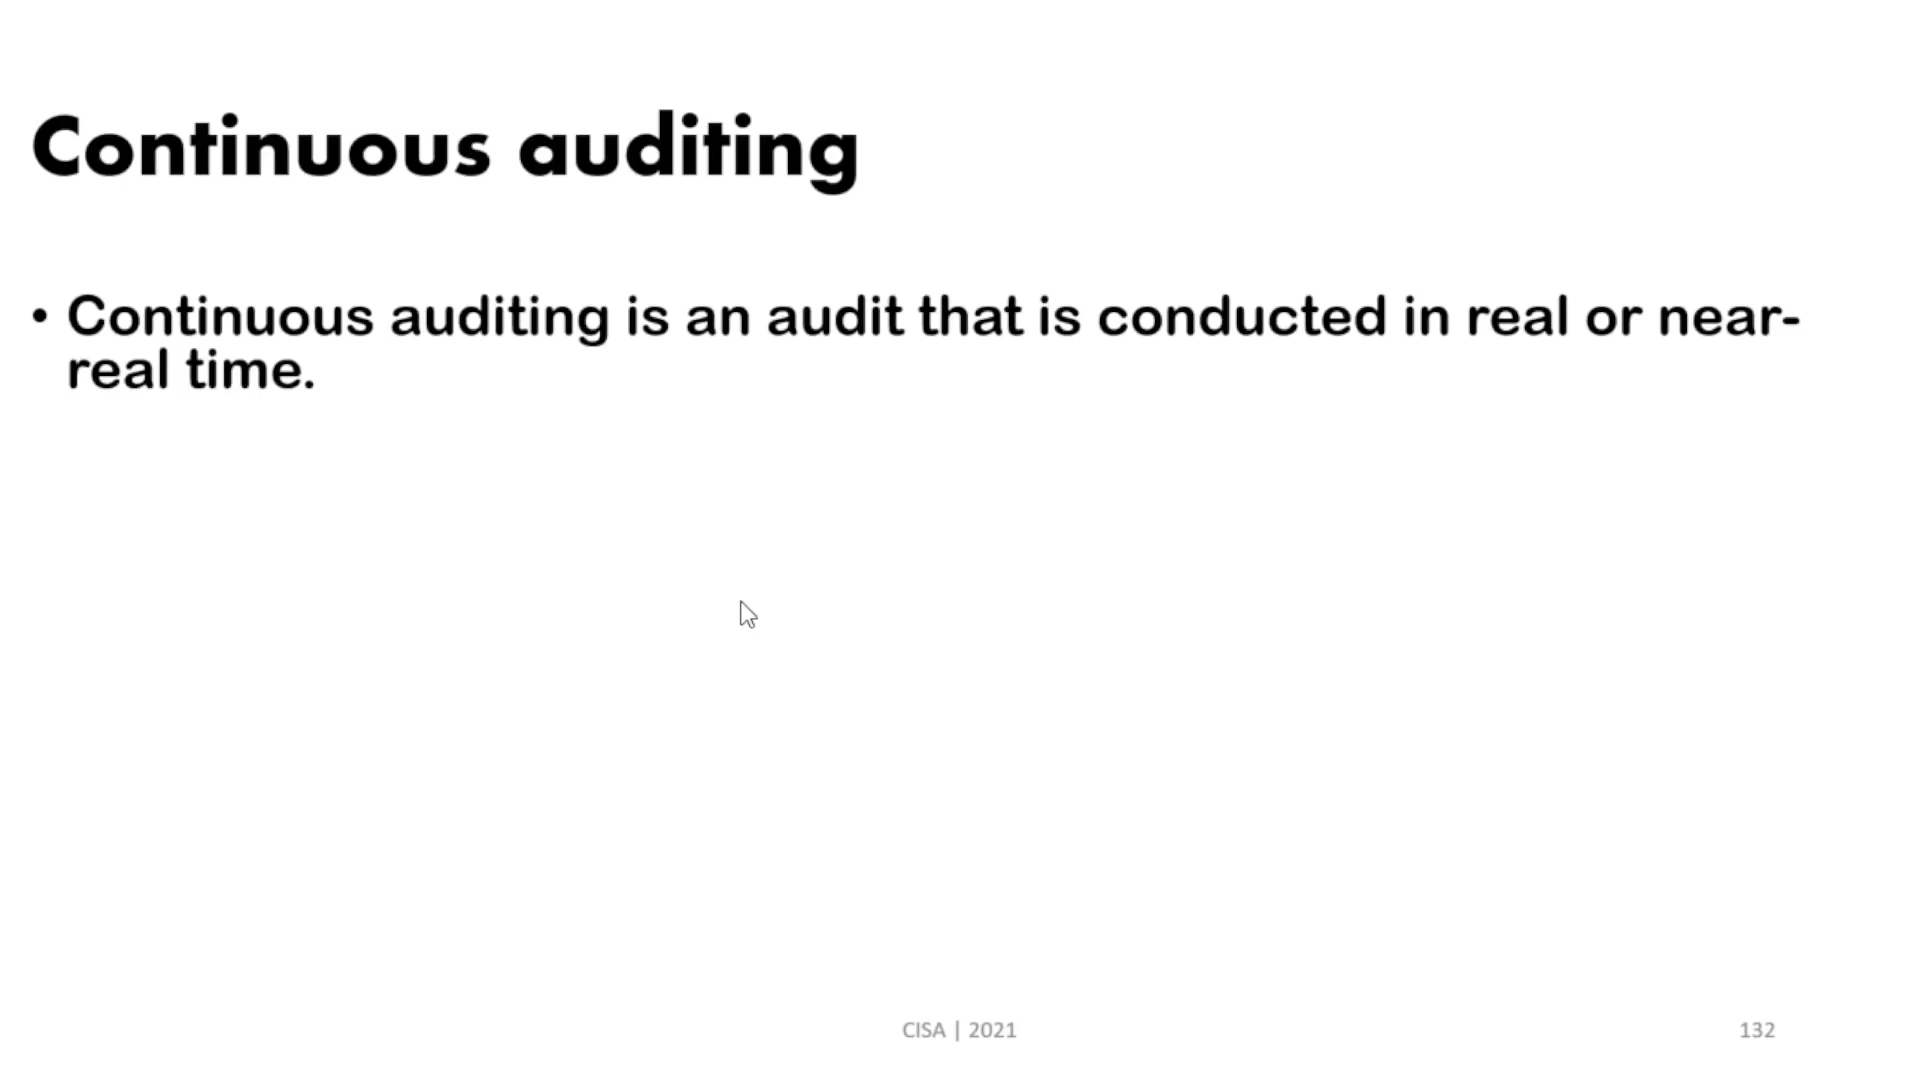 Continuous auditing
• Continuous auditing is an audit that is conducted in real or near-
real time.
CISA | 2021
132